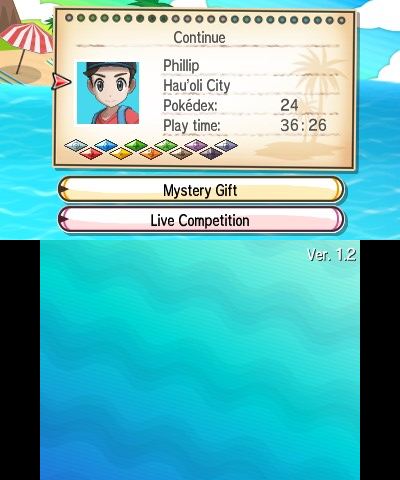 Continue
Phillip
Hau'oli City
Pokédex: 24
Play time: 36:26
Mystery Gift
Live Competition
Ver. 1.2